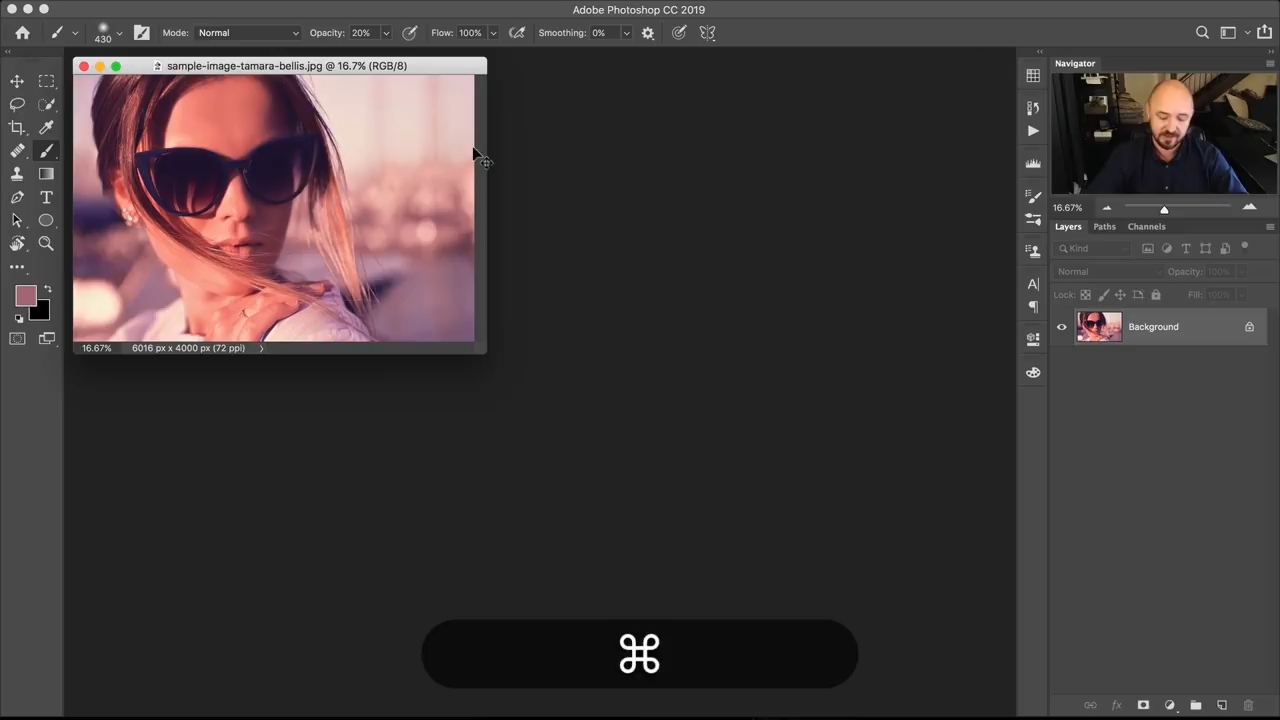 Adobe Photoshop CC 2019
430
Mode: Normal
Opacity: 20%
Flow: 100%
Smoothing: 0%
sample-image-tamara-bellis.jpg @ 16.7% (RGB/8)
16.67% 6016 px x 4000 px (72 ppi)
Navigator
16.67%
Layers Paths Channels
Kind
Normal Opacity: 100%
Lock: Fill: 100%
Background
fx
⌘